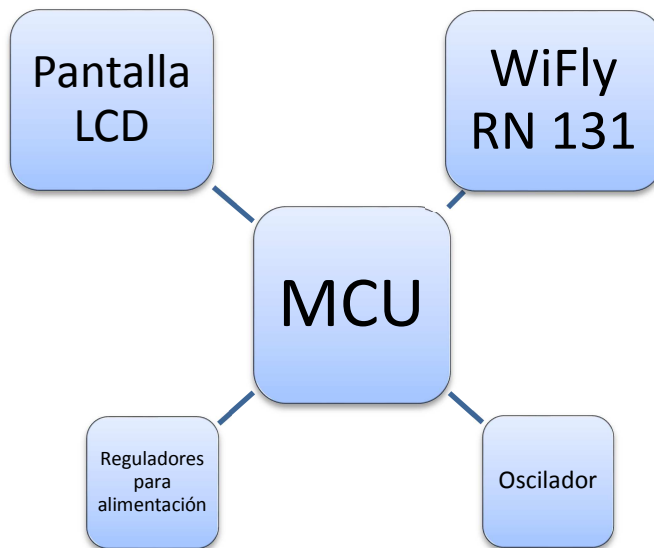 Pantalla
LCD
WiFly
RN 131
MCU
Reguladores
para
alimentación
Oscilador